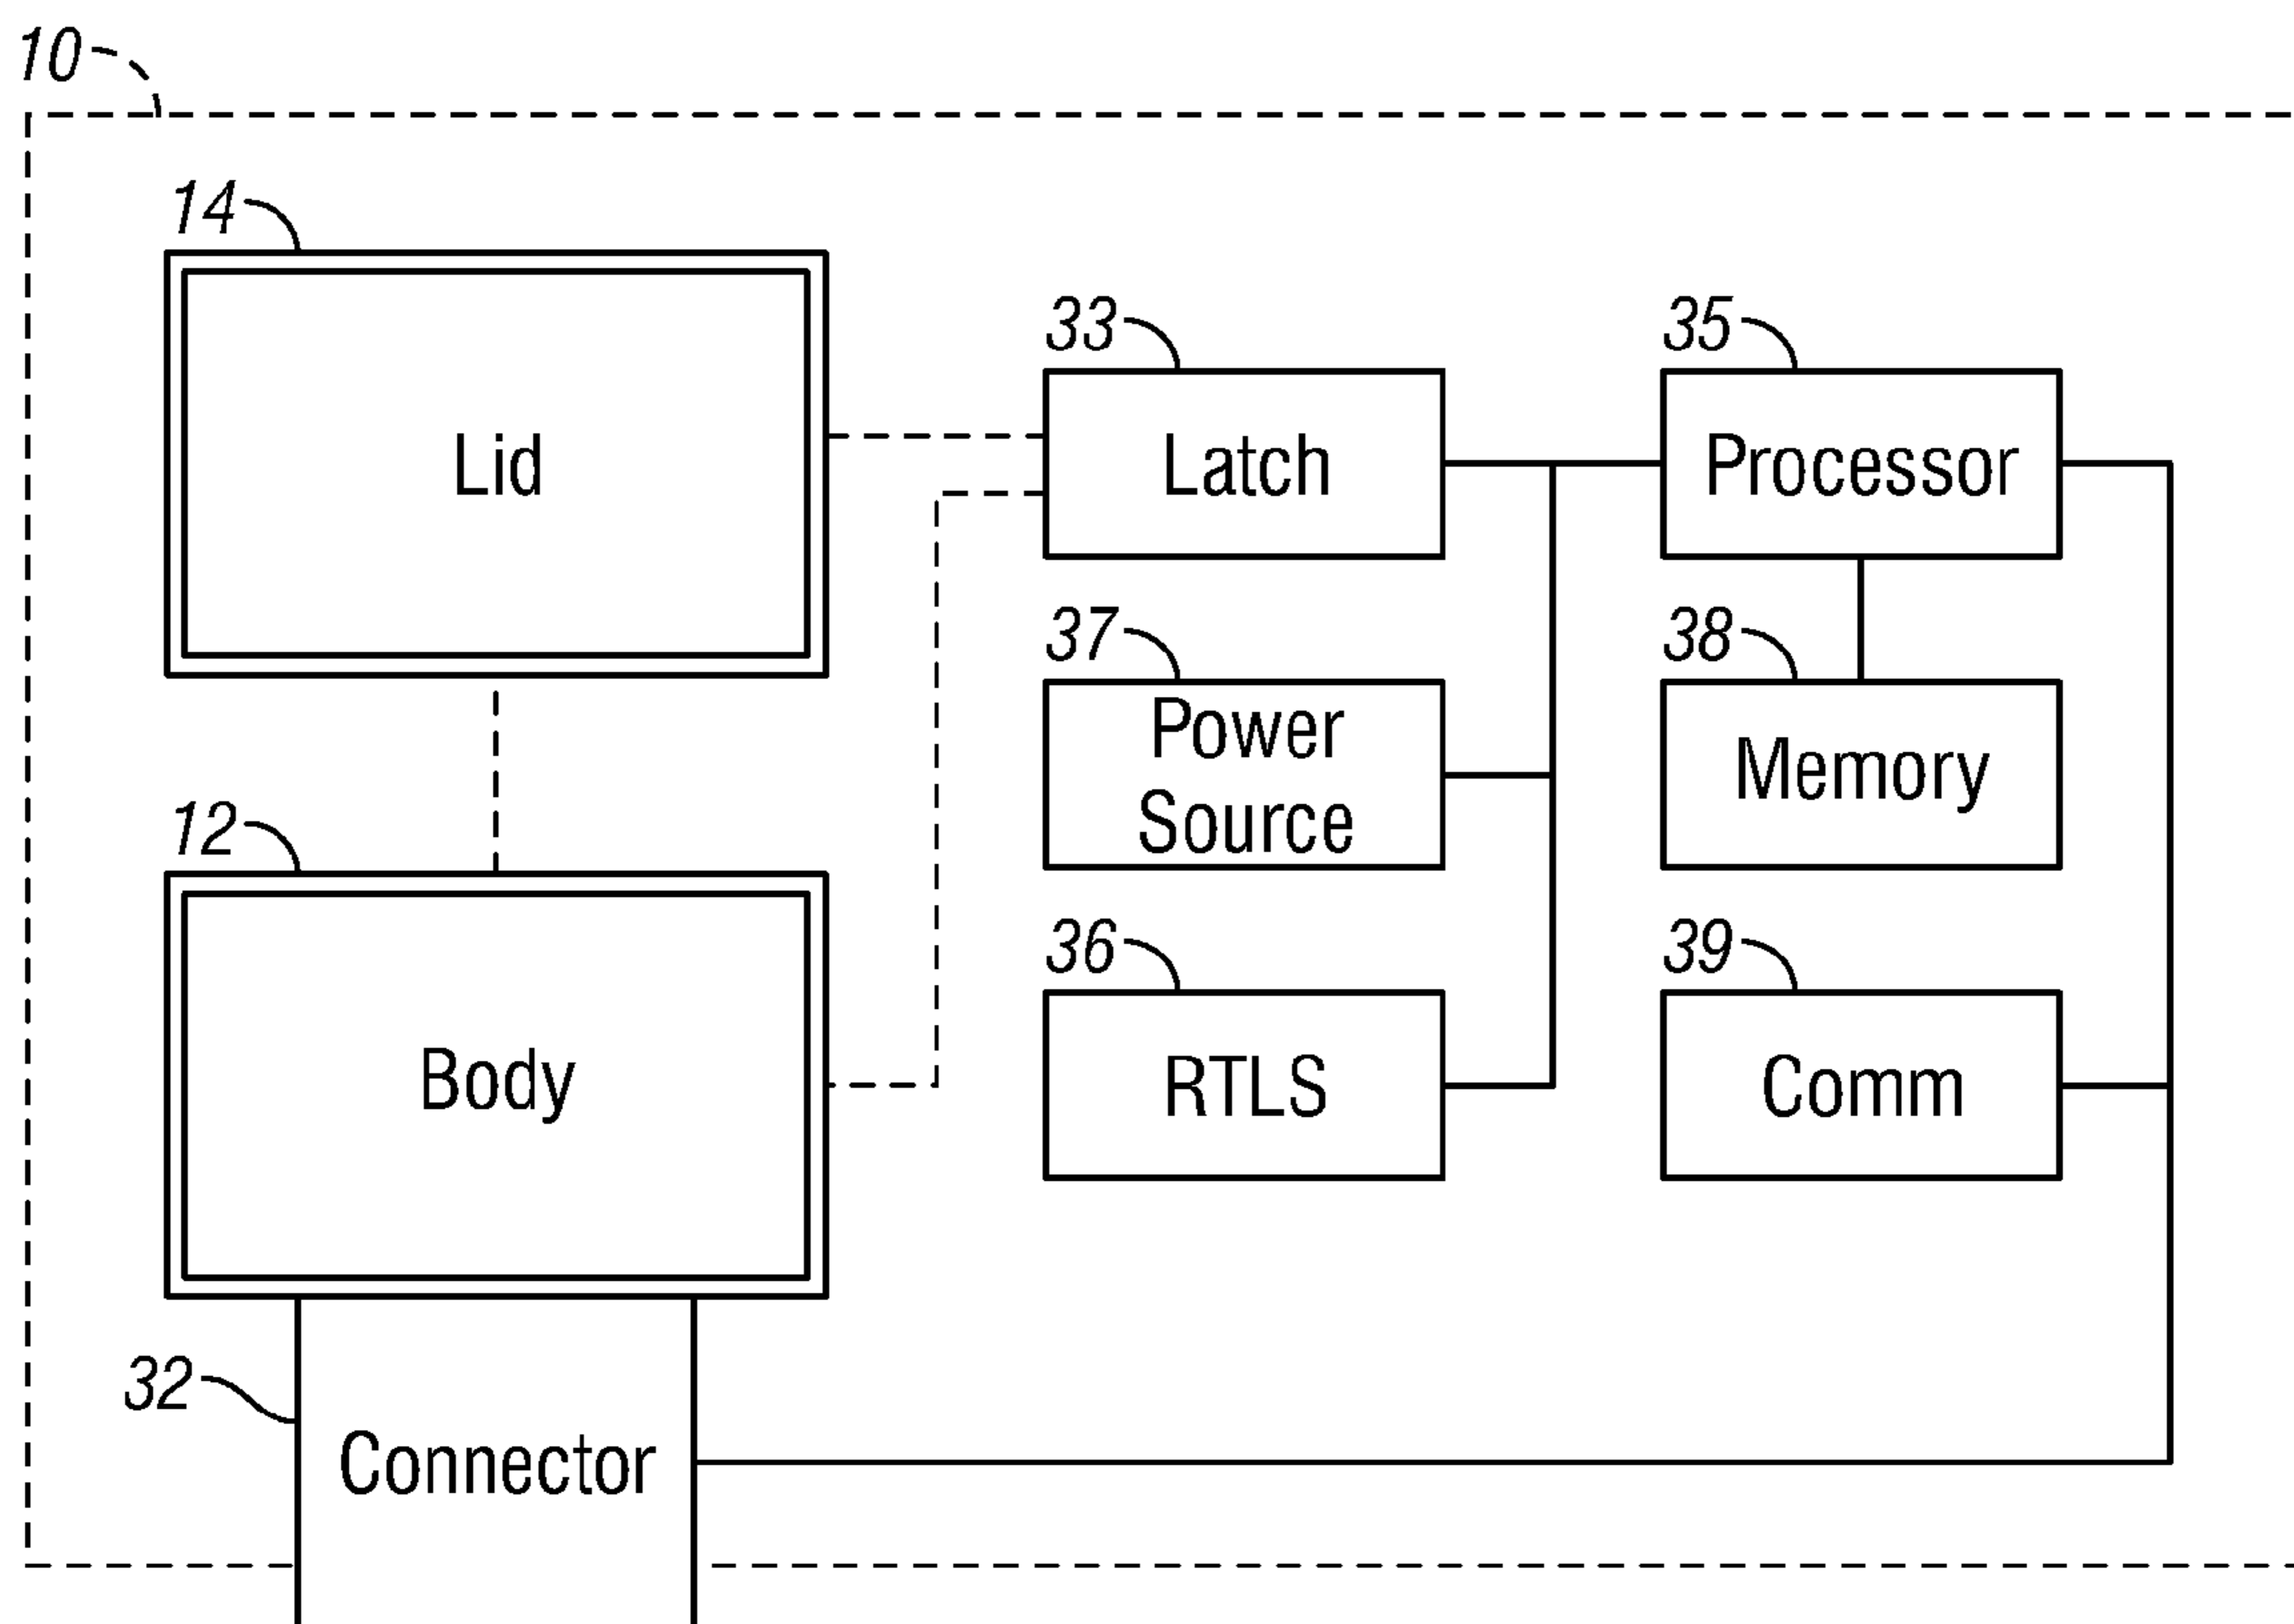 10
14
Lid
33
Latch
35
Processor
37
Power
Source
38
Memory
12
Body
36
RTLS
39
Comm
32
Connector